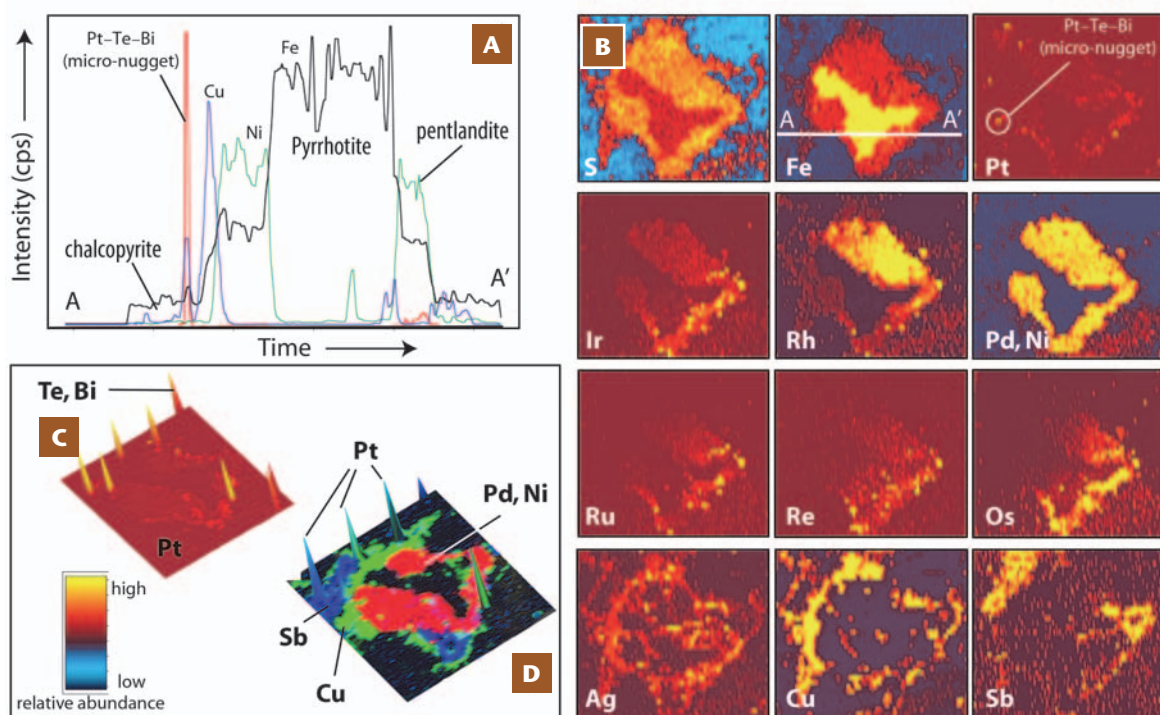 A
Intensity (cps)
Pt–Te–Bi
(micro-nugget)
Cu
Fe
Ni
Pyrrhotite
pentlandite
chalcopyrite
A
A'
Time
B
S
A
A'
Fe
Pt–Te–Bi
(micro-nugget)
Pt
Ir
Rh
Pd, Ni
Ru
Re
Os
Ag
Cu
Sb
Te, Bi
C
Pt
high
low
relative abundance
Pt
Pd, Ni
Sb
Cu
D